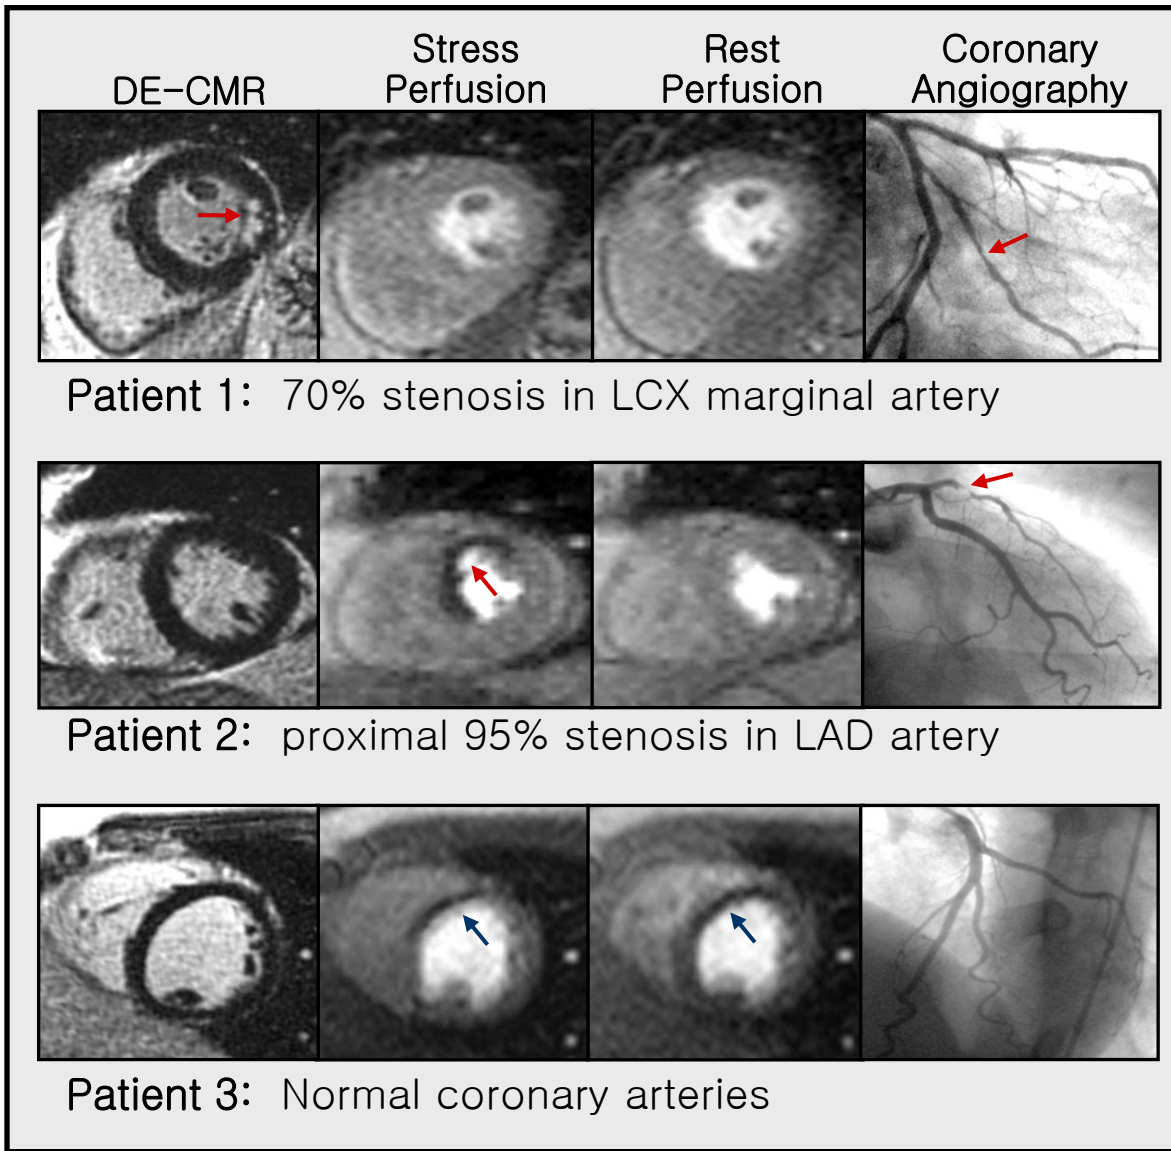 DE-CMR
Stress Perfusion
Rest Perfusion
Coronary Angiography
Patient 1: 70% stenosis in LCX marginal artery
Patient 2: proximal 95% stenosis in LAD artery
Patient 3: Normal coronary arteries